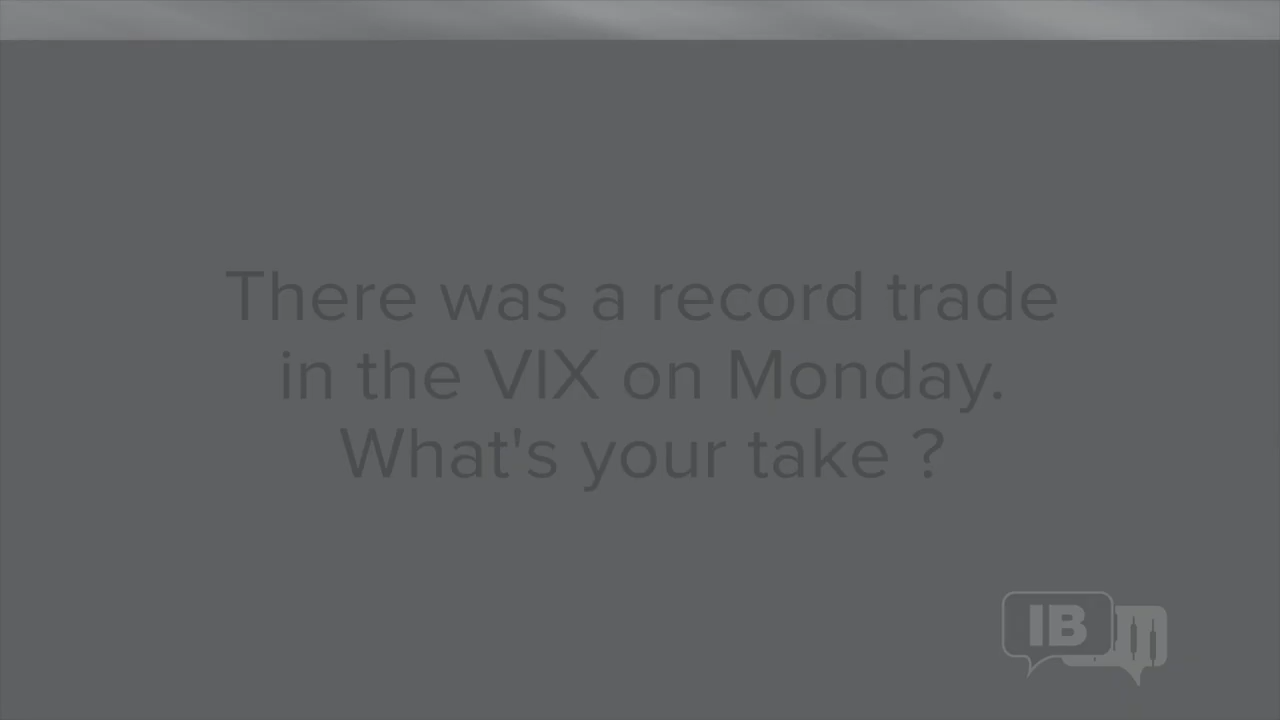 There was a record trade
in the VIX on Monday.
What's your take ?
IB